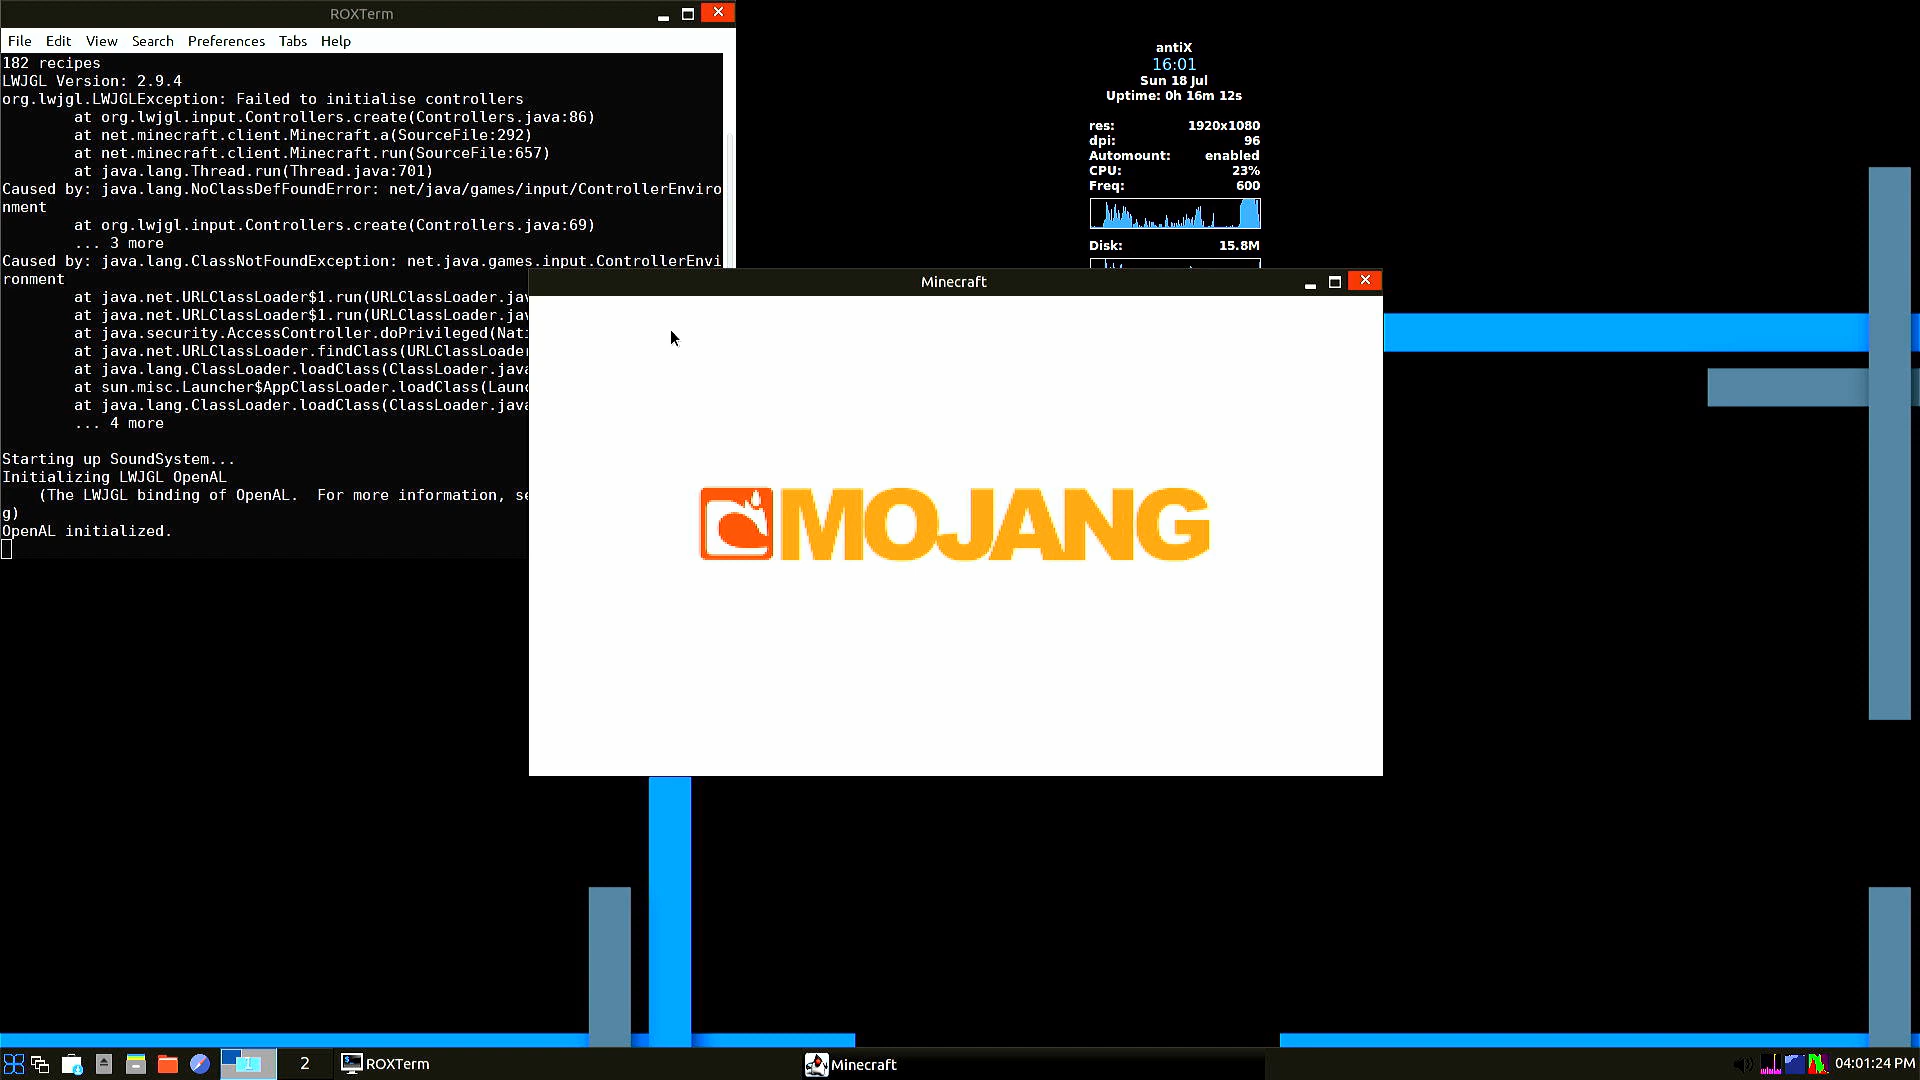 ROXTerm
File Edit View Search Preferences Tabs Help
182 recipes
LWJGL Version: 2.9.4
org.lwjgl.LWJGLException: Failed to initialise controllers
at org.lwjgl.input.Controllers.create(Controllers.java:86)
at net.minecraft.client.Minecraft.a(SourceFile:292)
at net.minecraft.client.Minecraft.run(SourceFile:657)
at java.lang.Thread.run(Thread.java:701)
Caused by: java.lang.NoClassDefFoundError: net/java/games/input/ControllerEnviro
nment
at org.lwjgl.input.Controllers.create(Controllers.java:69)
... 3 more
Caused by: java.lang.ClassNotFoundException: net.java.games.input.ControllerEnvi
ronment
at java.net.URLClassLoader$1.run(URLClassLoader.jav
at java.net.URLClassLoader$1.run(URLClassLoader.jav
at java.security.AccessController.doPrivileged(Nati
at java.net.URLClassLoader.findClass(URLClassLoader
at java.lang.ClassLoader.loadClass(ClassLoader.java
at sun.misc.Launcher$AppClassLoader.loadClass(Launc
at java.lang.ClassLoader.loadClass(ClassLoader.java
... 4 more
Starting up SoundSystem...
Initializing LWJGL OpenAL
(The LWJGL binding of OpenAL. For more information, se
g)
OpenAL initialized.
antiX
16:01
Sun 18 Jul
Uptime: 0h 16m 12s
res: 1920x1080
dpi: 96
Automount: enabled
CPU: 23%
Freq: 600
Disk: 15.8M
Minecraft
MOJANG
1 2 ROXTerm Minecraft 04:01:24 PM